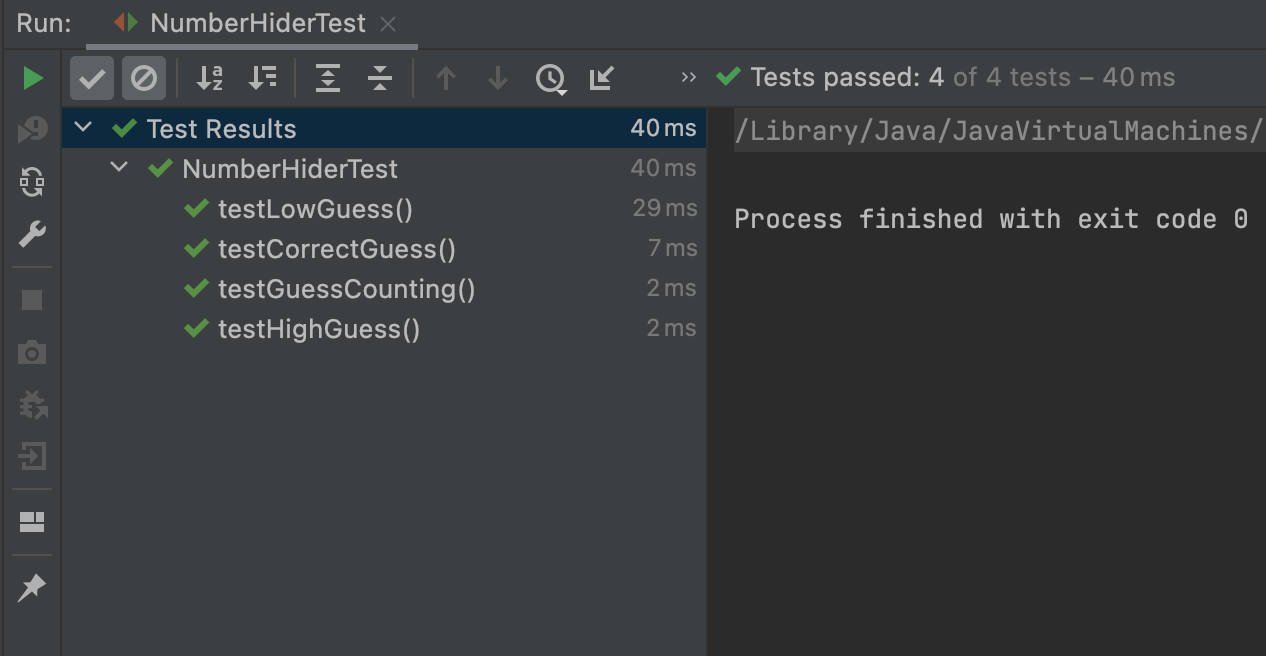 Run: NumberHiderTest
Tests passed: 4 of 4 tests – 40 ms
Test Results 40 ms
NumberHiderTest 40 ms
testLowGuess() 29 ms
testCorrectGuess() 7 ms
testGuessCounting() 2 ms
testHighGuess() 2 ms
/Library/Java/JavaVirtualMachines/
Process finished with exit code 0